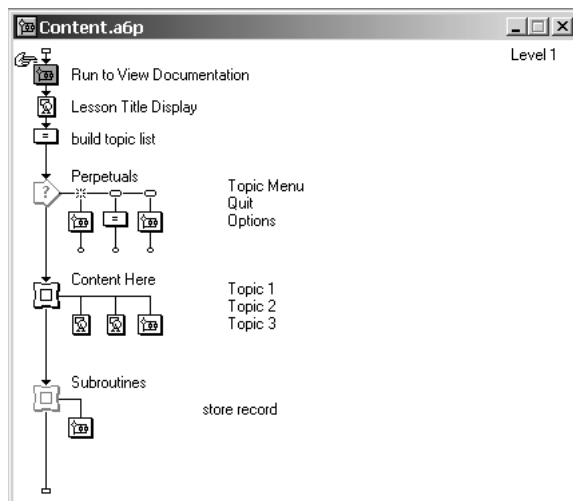 Content.a6p
Level 1
Run to View Documentation
Lesson Title Display
=
build topic list
Perpetuals
?
=
Topic Menu
Quit
Options
Content Here
Topic 1
Topic 2
Topic 3
Subroutines
store record